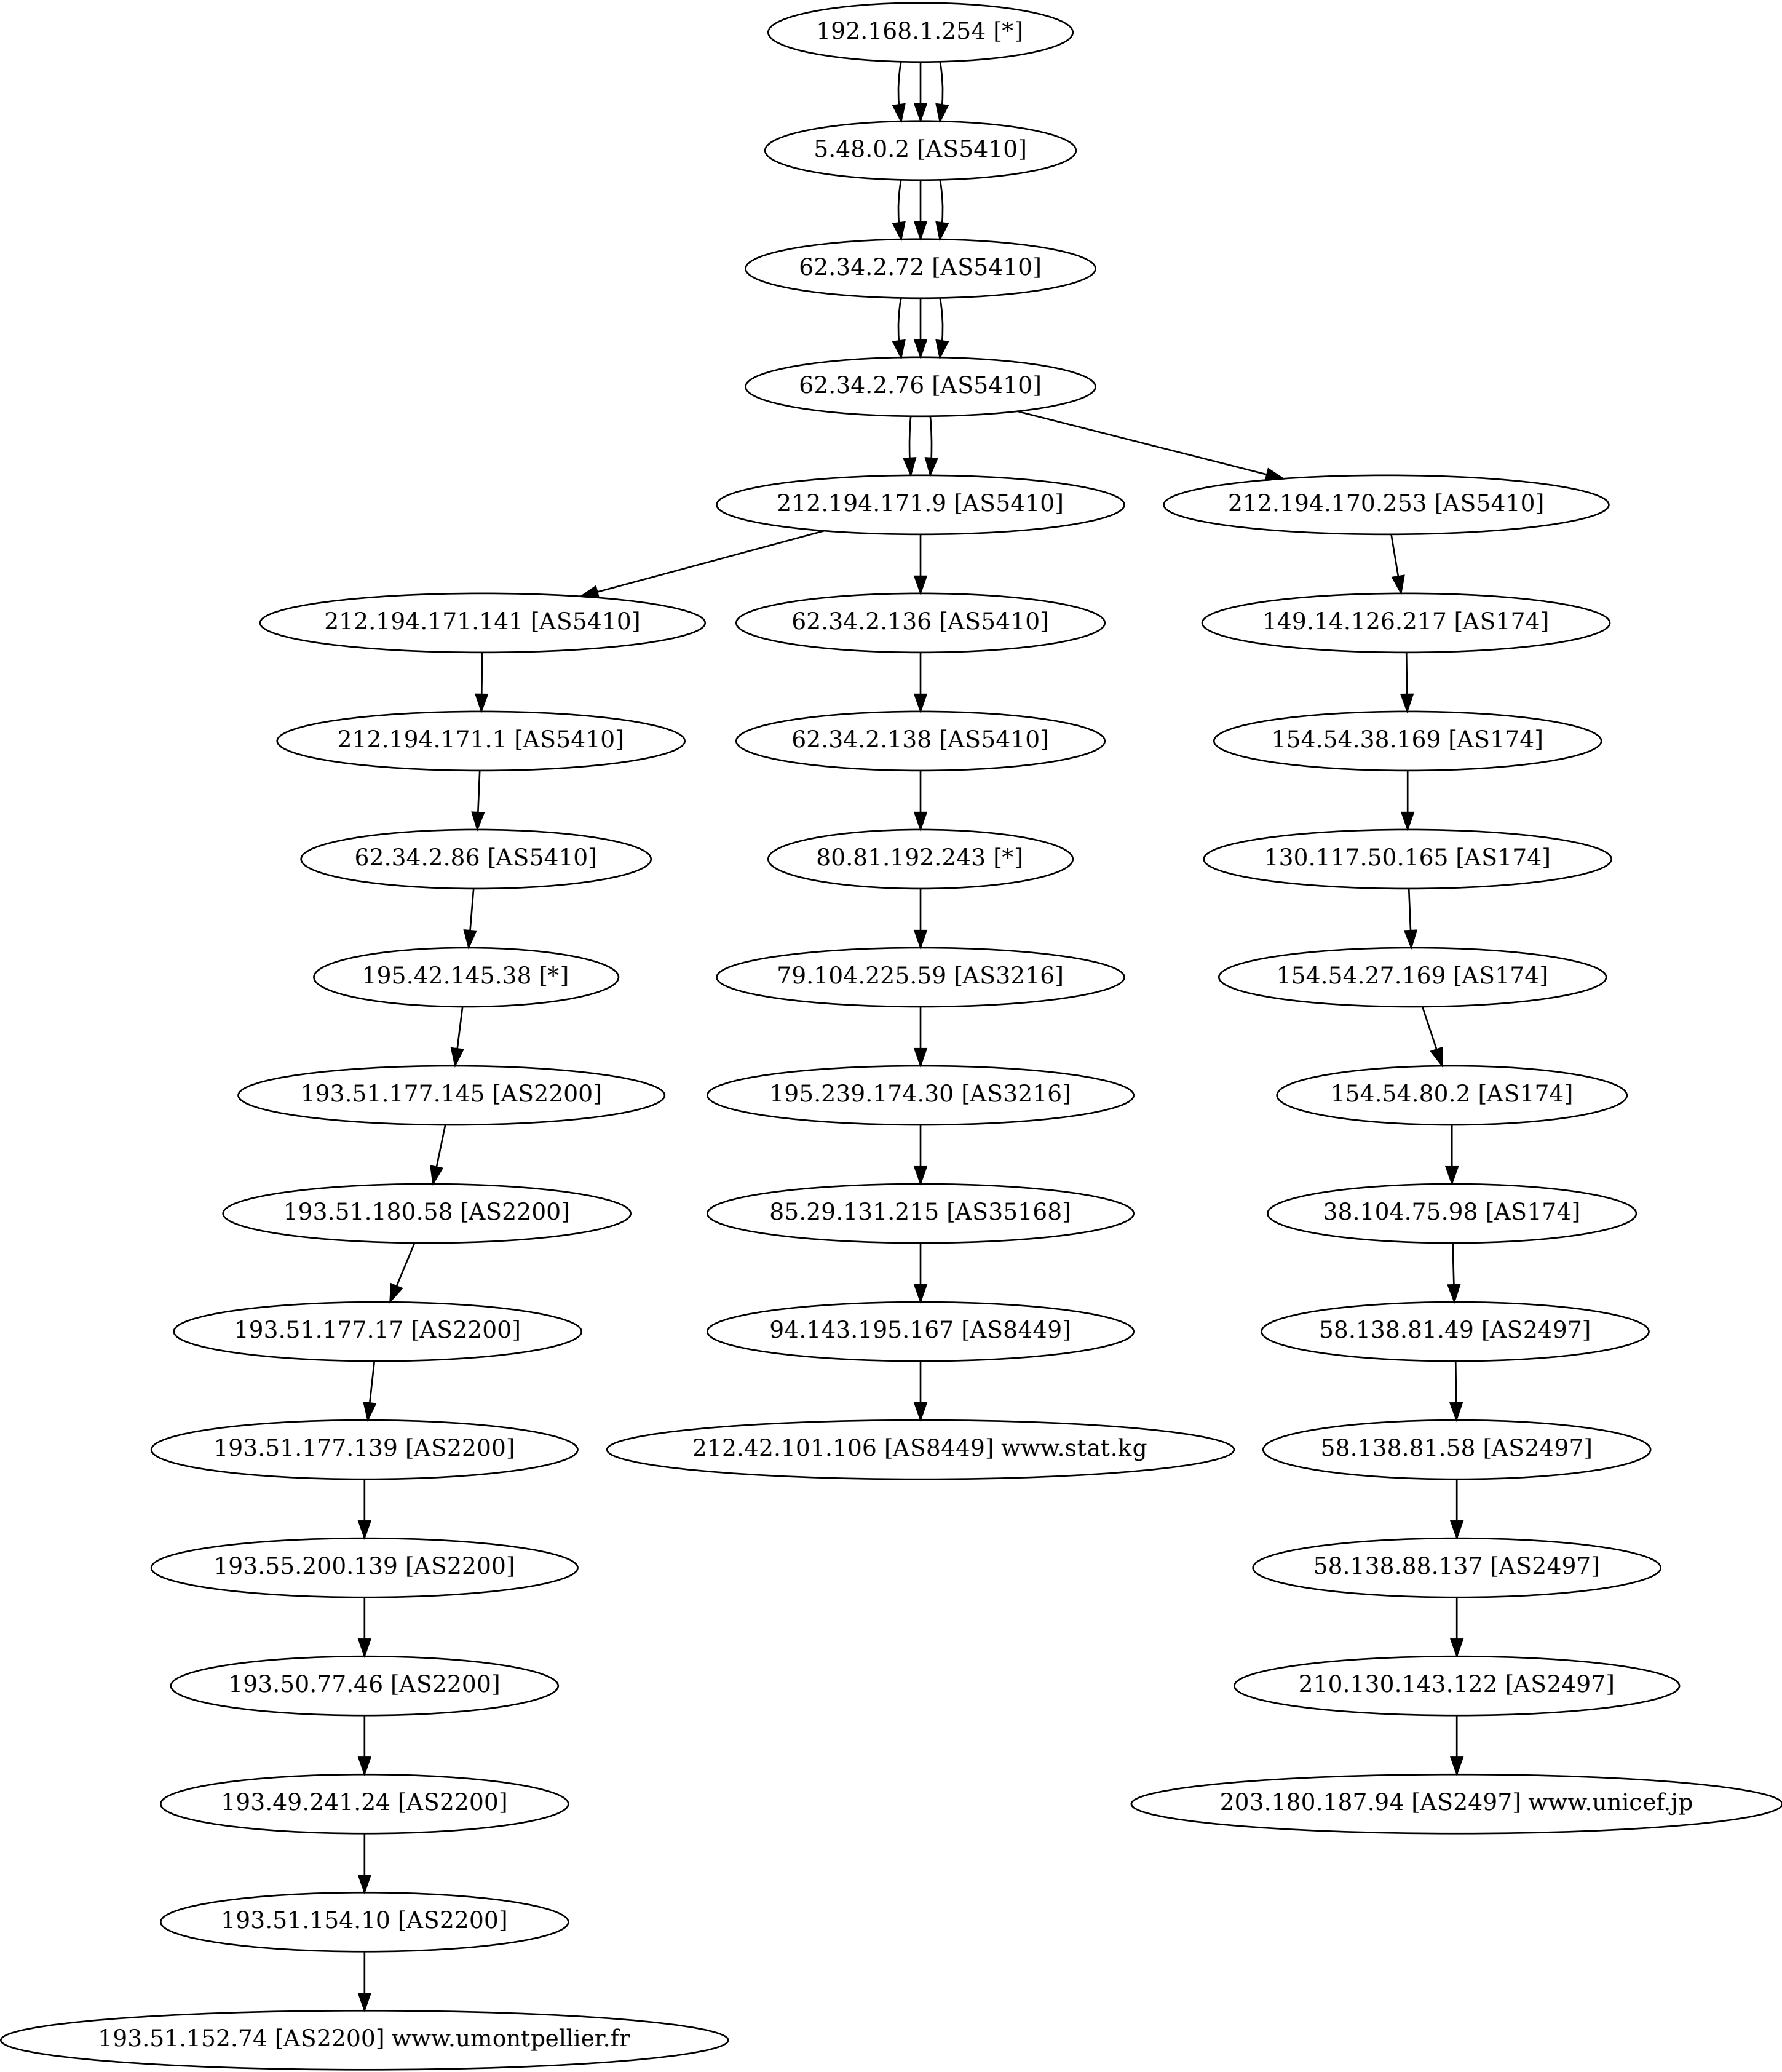 192.168.1.254 [*]
5.48.0.2 [AS5410]
62.34.2.72 [AS5410]
62.34.2.76 [AS5410]
212.194.171.9 [AS5410]
212.194.170.253 [AS5410]
212.194.171.141 [AS5410]
62.34.2.136 [AS5410]
149.14.126.217 [AS174]
212.194.171.1 [AS5410]
62.34.2.138 [AS5410]
154.54.38.169 [AS174]
62.34.2.86 [AS5410]
80.81.192.243 [*]
130.117.50.165 [AS174]
195.42.145.38 [*]
79.104.225.59 [AS3216]
154.54.27.169 [AS174]
193.51.177.145 [AS2200]
195.239.174.30 [AS3216]
154.54.80.2 [AS174]
193.51.180.58 [AS2200]
85.29.131.215 [AS35168]
38.104.75.98 [AS174]
193.51.177.17 [AS2200]
94.143.195.167 [AS8449]
58.138.81.49 [AS2497]
193.51.177.139 [AS2200]
212.42.101.106 [AS8449] www.stat.kg
58.138.81.58 [AS2497]
193.55.200.139 [AS2200]
58.138.88.137 [AS2497]
193.50.77.46 [AS2200]
210.130.143.122 [AS2497]
193.49.241.24 [AS2200]
203.180.187.94 [AS2497] www.unicef.jp
193.51.154.10 [AS2200]
193.51.152.74 [AS2200] www.umontpellier.fr